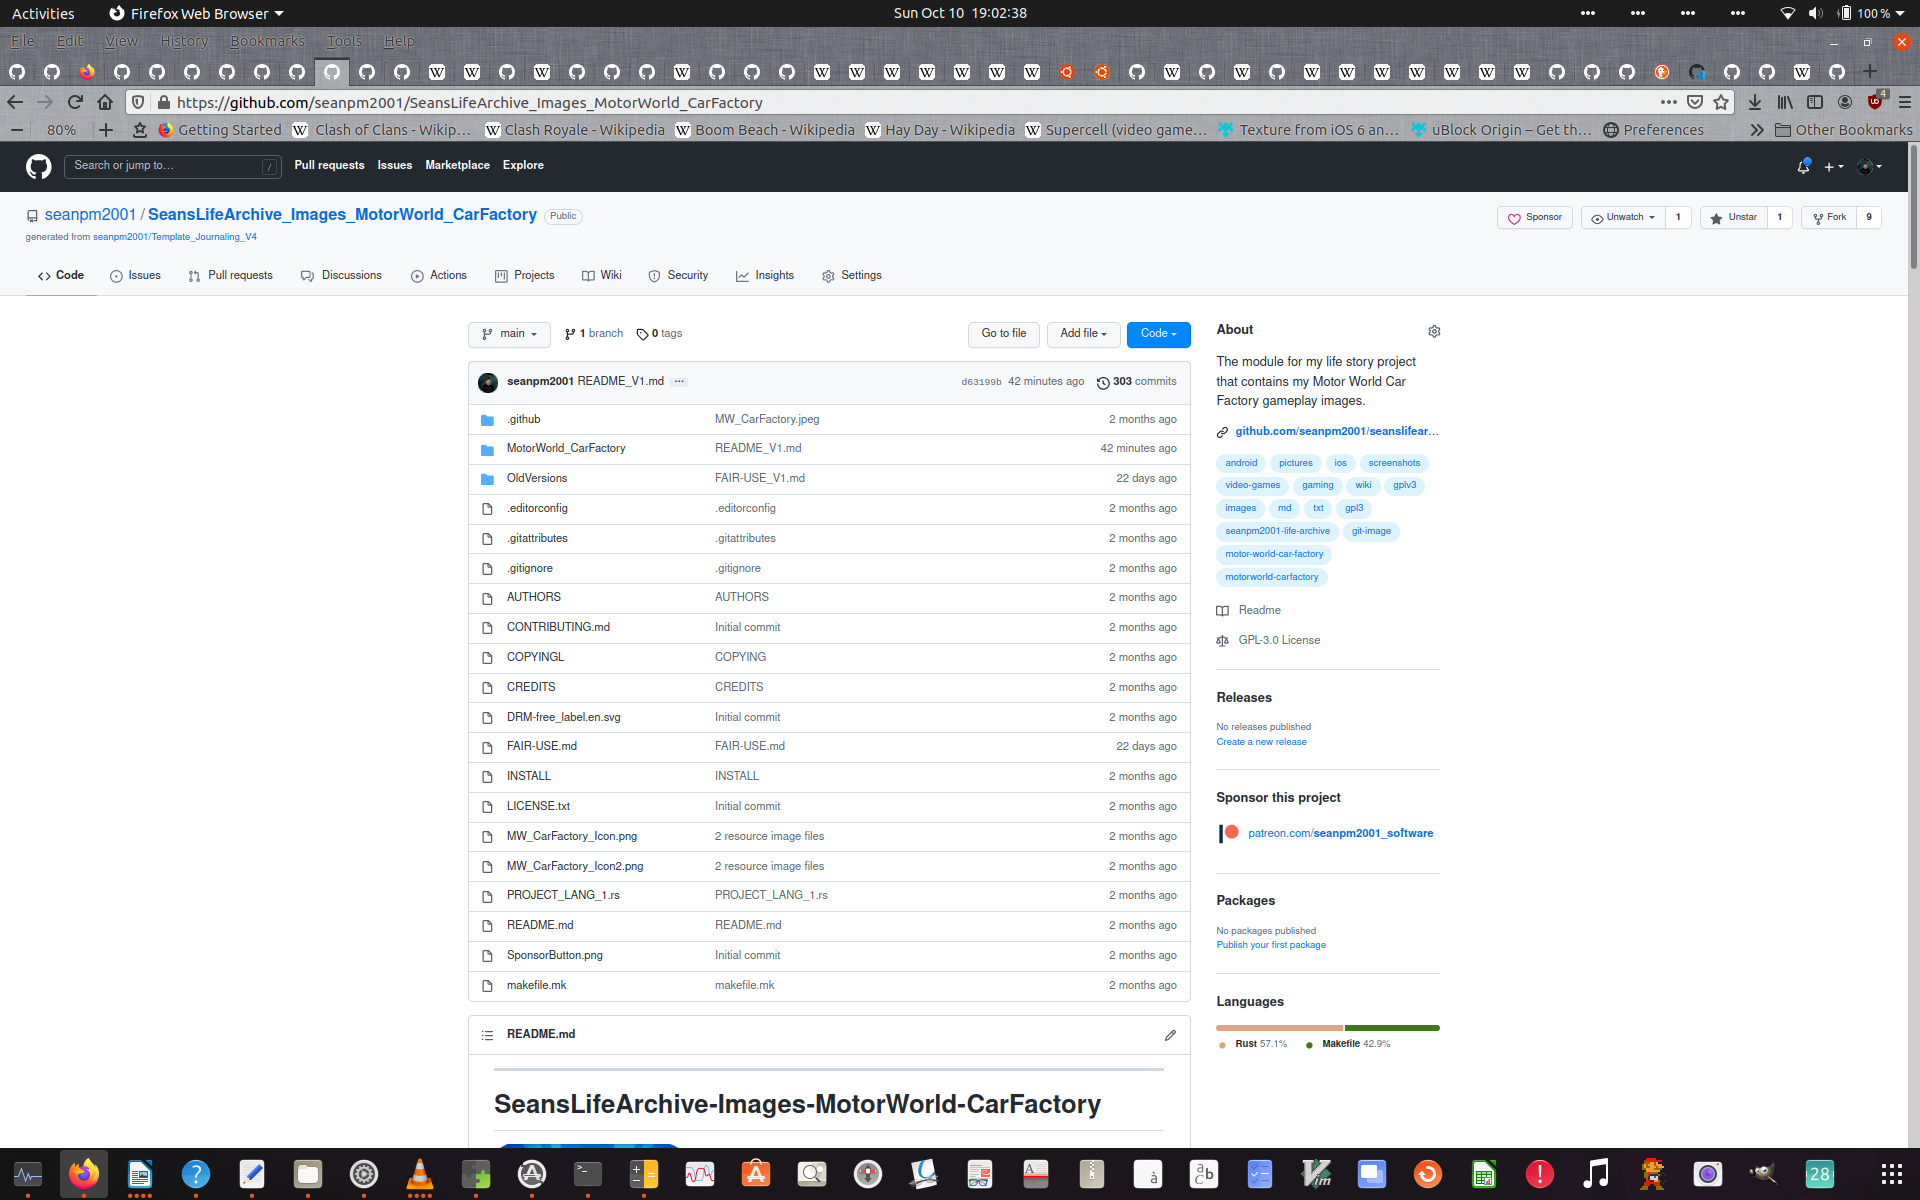 Activities Firefox Web Browser Sun Oct 10 19:02:38 100 %
File Edit View History Bookmarks Tools Help
https://github.com/seanpm2001/SeansLifeArchive_Images_MotorWorld_CarFactory 4
80% Getting Started Clash of Clans - Wikip… Clash Royale - Wikipedia Boom Beach - Wikipedia Hay Day - Wikipedia Supercell (video game… Texture from iOS 6 an… uBlock Origin – Get th… Preferences Other Bookmarks
Search or jump to… / Pull requests Issues Marketplace Explore
seanpm2001 / SeansLifeArchive_Images_MotorWorld_CarFactory Public Sponsor Unwatch 1 Unstar 1 Fork 9
generated from seanpm2001/Template_Journaling_V4
Code Issues Pull requests Discussions Actions Projects Wiki Security Insights Settings
main 1 branch 0 tags Go to file Add file Code
seanpm2001 README_V1.md ... d63199b 42 minutes ago 303 commits
.github MW_CarFactory.jpeg 2 months ago
MotorWorld_CarFactory README_V1.md 42 minutes ago
OldVersions FAIR-USE_V1.md 22 days ago
.editorconfig .editorconfig 2 months ago
.gitattributes .gitattributes 2 months ago
.gitignore .gitignore 2 months ago
AUTHORS AUTHORS 2 months ago
CONTRIBUTING.md Initial commit 2 months ago
COPYINGL COPYING 2 months ago
CREDITS CREDITS 2 months ago
DRM-free_label.en.svg Initial commit 2 months ago
FAIR-USE.md FAIR-USE.md 22 days ago
INSTALL INSTALL 2 months ago
LICENSE.txt Initial commit 2 months ago
MW_CarFactory_Icon.png 2 resource image files 2 months ago
MW_CarFactory_Icon2.png 2 resource image files 2 months ago
PROJECT_LANG_1.rs PROJECT_LANG_1.rs 2 months ago
README.md README.md 2 months ago
SponsorButton.png Initial commit 2 months ago
makefile.mk makefile.mk 2 months ago
README.md
SeansLifeArchive-Images-MotorWorld-CarFactory
About
The module for my life story project
that contains my Motor World Car
Factory gameplay images.
github.com/seanpm2001/seanslifear…
android pictures ios screenshots
video-games gaming wiki gplv3
images md txt gpl3
seanpm2001-life-archive git-image
motor-world-car-factory
motorworld-carfactory
Readme
GPL-3.0 License
Releases
No releases published
Create a new release
Sponsor this project
patreon.com/seanpm2001_software
Packages
No packages published
Publish your first package
Languages
Rust 57.1% Makefile 42.9%
28